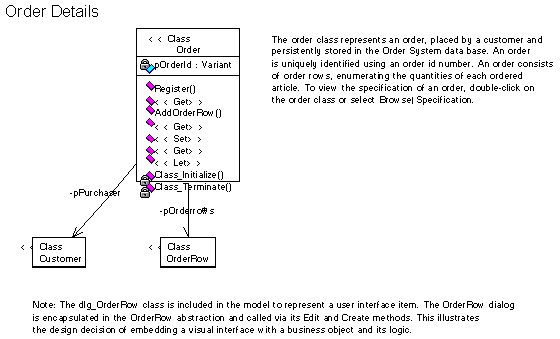 Order Details
< < Class
Order
pOrderId : Variant
Register()
< < Get> >
AddOrderRow()
< < Get> >
< < Set> >
< < Get> >
< < Let> >
Class_Initialize()
Class_Terminate()
The order class represents an order, placed by a customer and
persistently stored in the Order System data base. An order
is uniquely identified using an order id number. An order consists
of order rows, enumerating the quantities of each ordered
article. To view the specification of an order, double-click on
the order class or select Browse| Specification.
-pPurchaser
< < Class
Customer
< < Class
OrderRow
Note: The dlg_OrderRow class is included in the model to represent a user interface item. The OrderRow dialog
is encapsulated in the OrderRow abstraction and called via its Edit and Create methods. This illustrates
the design decision of embedding a visual interface with a business object and its logic.